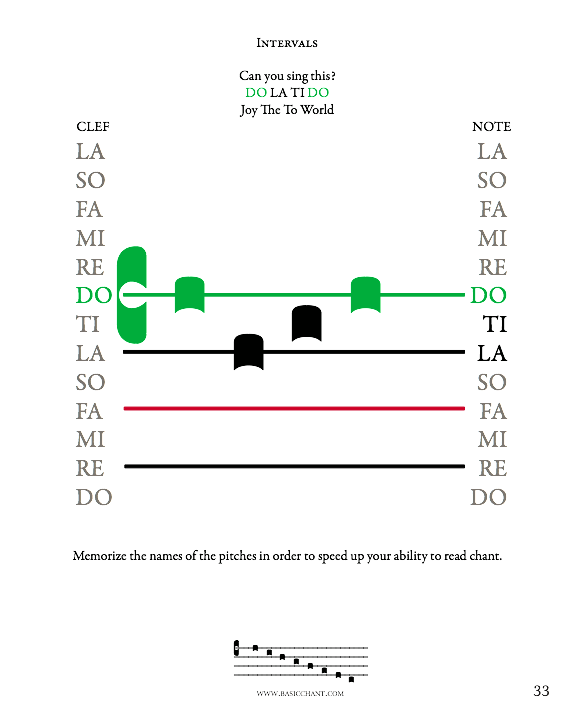 INTERVALS
Can you sing this?
DO LA TI DO
Joy The To World
CLEF NOTE
LA LA
SO SO
FA FA
MI MI
RE RE
DO DO
TI TI
LA LA
SO SO
FA FA
MI MI
RE RE
DO DO
Memorize the names of the pitches in order to speed up your ability to read chant.
WWW.BASICCHANT.COM
33